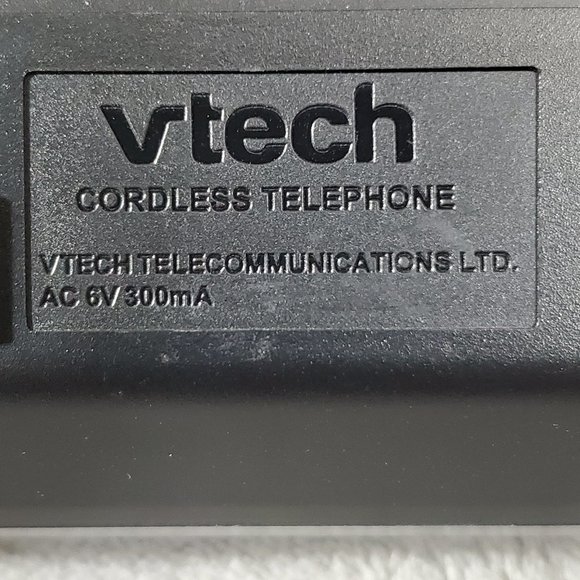 vtech
CORDLESS TELEPHONE
VTECH TELECOMMUNICATIONS LTD.
AC 6V 300mA